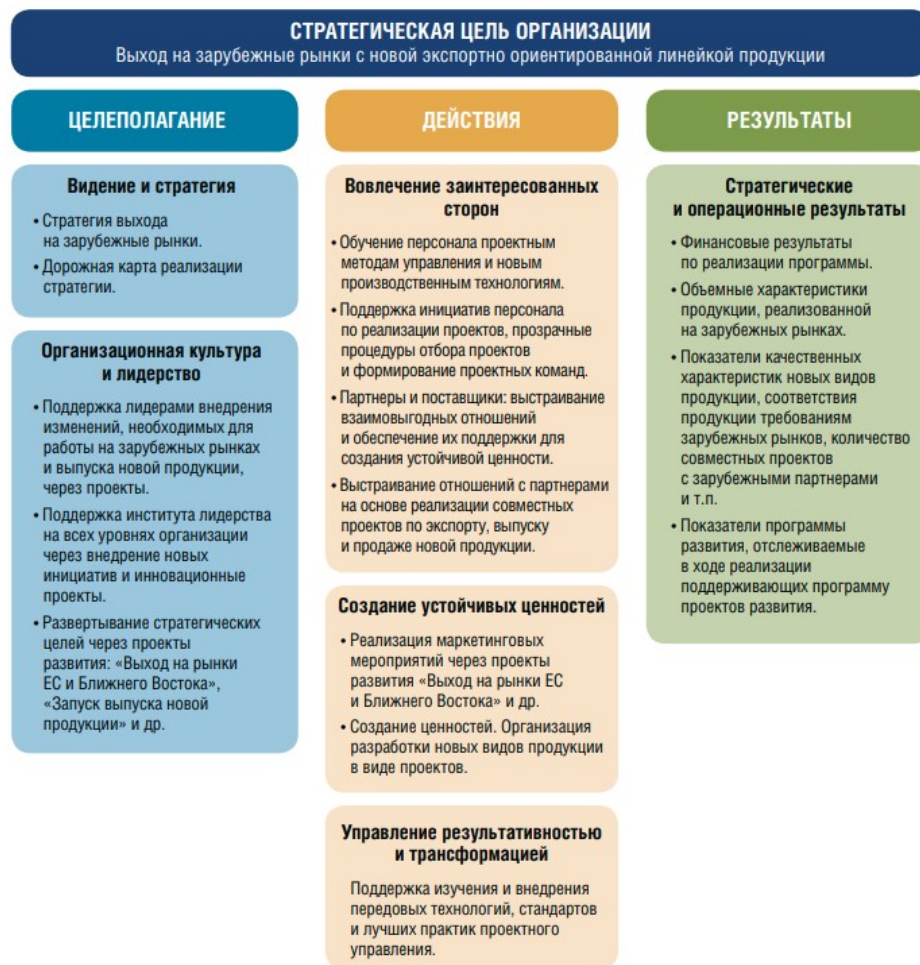 СТРАТЕГИЧЕСКАЯ ЦЕЛЬ ОРГАНИЗАЦИИ
Выход на зарубежные рынки с новой экспортно ориентированной линейкой продукции
ЦЕЛЕПОЛАГАНИЕ
Видение и стратегия
• Стратегия выхода
на зарубежные рынки.
• Дорожная карта реализации
стратегии.
Организационная культура
и лидерство
• Поддержка лидерами внедрения
изменений, необходимых для
работы на зарубежных рынках
и выпуска новой продукции,
через проекты.
• Поддержка института лидерства
на всех уровнях организации
через внедрение новых
инициатив и инновационные
проекты.
• Развертывание стратегических
целей через проекты
развития: «Выход на рынки
ЕС и Ближнего Востока»,
«Запуск выпуска новой
продукции» и др.
ДЕЙСТВИЯ
Вовлечение заинтересованных
сторон
• Обучение персонала проектным
методам управления и новым
производственным технологиям.
• Поддержка инициатив персонала
по реализации проектов, прозрачные
процедуры отбора проектов
и формирование проектных команд.
• Партнеры и поставщики: выстраивание
взаимовыгодных отношений
и обеспечение их поддержки для
создания устойчивой ценности.
• Выстраивание отношений с партнерами
на основе реализации совместных
проектов по экспорту, выпуску
и продаже новой продукции.
Создание устойчивых ценностей
• Реализация маркетинговых
мероприятий через проекты
развития «Выход на рынки ЕС
и Ближнего Востока» и др.
• Создание ценностей. Организация
разработки новых видов продукции
в виде проектов.
Управление результативностью
и трансформацией
Поддержка изучения и внедрения
передовых технологий, стандартов
и лучших практик проектного
управления.
РЕЗУЛЬТАТЫ
Стратегические
и операционные результаты
• Финансовые результаты
по реализации программы.
• Объемные характеристики
продукции, реализованной
на зарубежных рынках.
• Показатели качественных
характеристик новых видов
продукции, соответствия
продукции требованиям
зарубежных рынков, количество
совместных проектов
с зарубежными партнерами
и т.п.
• Показатели программы
развития, отслеживаемые
в ходе реализации
поддерживающих программу
проектов развития.